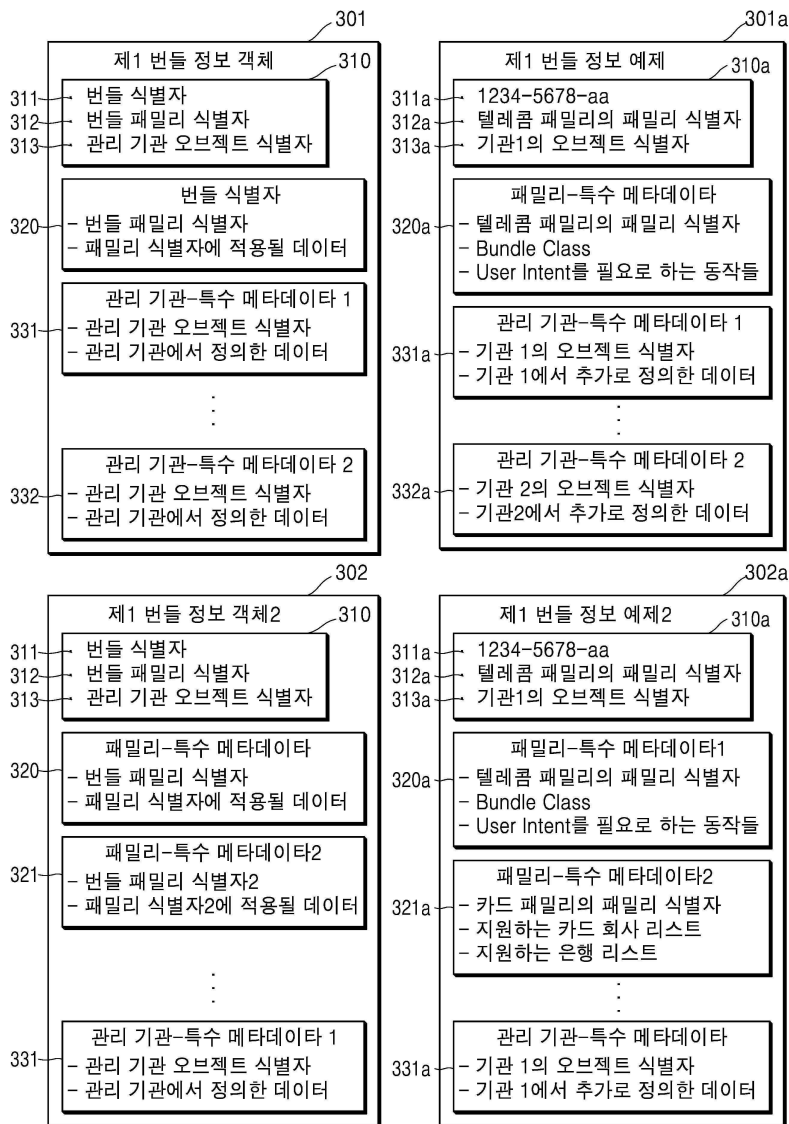 301
제1 번들 정보 객체
310
311
번들 식별자
312
번들 패밀리 식별자
313
관리 기관 오브젝트 식별자
번들 식별자
320
- 번들 패밀리 식별자
- 패밀리 식별자에 적용될 데이터
관리 기관-특수 메타데이타 1
331
- 관리 기관 오브젝트 식별자
- 관리 기관에서 정의한 데이터
관리 기관-특수 메타데이타 2
332
- 관리 기관 오브젝트 식별자
- 관리 기관에서 정의한 데이터
301a
제1 번들 정보 예제
310a
311a
1234-5678-aa
312a
텔레콤 패밀리의 패밀리 식별자
313a
기관1의 오브젝트 식별자
패밀리-특수 메타데이타
320a
- 텔레콤 패밀리의 패밀리 식별자
- Bundle Class
- User Intent를 필요로 하는 동작들
관리 기관-특수 메타데이타 1
331a
- 기관 1의 오브젝트 식별자
- 기관 1에서 추가로 정의한 데이터
관리 기관-특수 메타데이타 2
332a
- 기관 2의 오브젝트 식별자
- 기관2에서 추가로 정의한 데이터
302
제1 번들 정보 객체2
310
311
번들 식별자
312
번들 패밀리 식별자
313
관리 기관 오브젝트 식별자
패밀리-특수 메타데이타
320
- 번들 패밀리 식별자
- 패밀리 식별자에 적용될 데이터
패밀리-특수 메타데이타2
321
- 번들 패밀리 식별자2
- 패밀리 식별자2에 적용될 데이터
관리 기관-특수 메타데이타 1
331
- 관리 기관 오브젝트 식별자
- 관리 기관에서 정의한 데이터
302a
제1 번들 정보 예제2
310a
311a
1234-5678-aa
312a
텔레콤 패밀리의 패밀리 식별자
313a
기관1의 오브젝트 식별자
패밀리-특수 메타데이타1
320a
- 텔레콤 패밀리의 패밀리 식별자
- Bundle Class
- User Intent를 필요로 하는 동작들
패밀리-특수 메타데이타2
321a
- 카드 패밀리의 패밀리 식별자
- 지원하는 카드 회사 리스트
- 지원하는 은행 리스트
관리 기관-특수 메타데이타
331a
- 기관 1의 오브젝트 식별자
- 기관 1에서 추가로 정의한 데이터